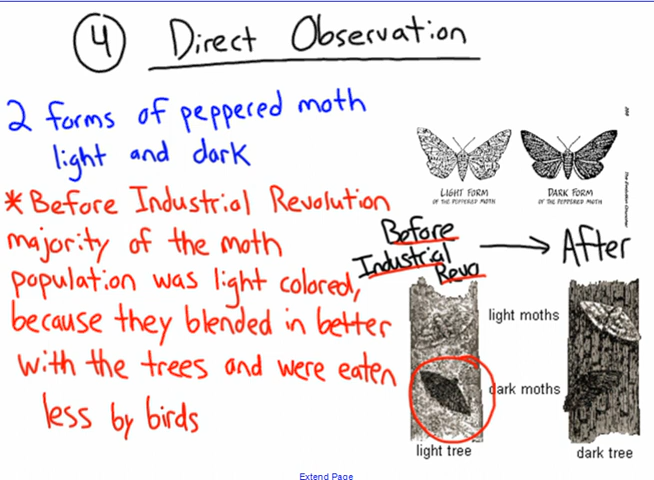 4 Direct Observation
2 forms of peppered moth
light and dark
*Before Industrial Revolution
majority of the moth
population was light colored,
because they blended in better
with the trees and were eaten
less by birds
LIGHT FORM
OF THE PEPPERED MOTH
DARK FORM
OF THE PEPPERED MOTH
Before
Industrial
Revo
After
light moths
dark moths
light tree
dark tree
Extend Page